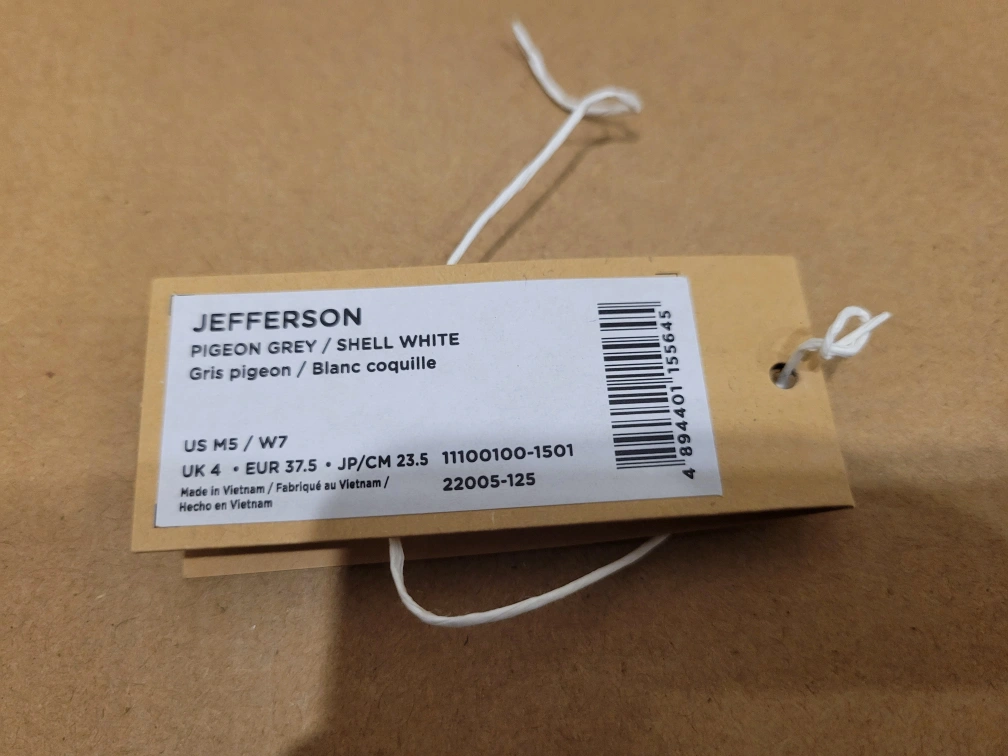 JEFFERSON
PIGEON GREY / SHELL WHITE
Gris pigeon / Blanc coquille
US M5 / W7
UK 4 • EUR 37.5 • JP/CM 23.5
Made in Vietnam / Fabriqué au Vietnam /
Hecho en Vietnam
11100100-1501
22005-125
4 894401 155645